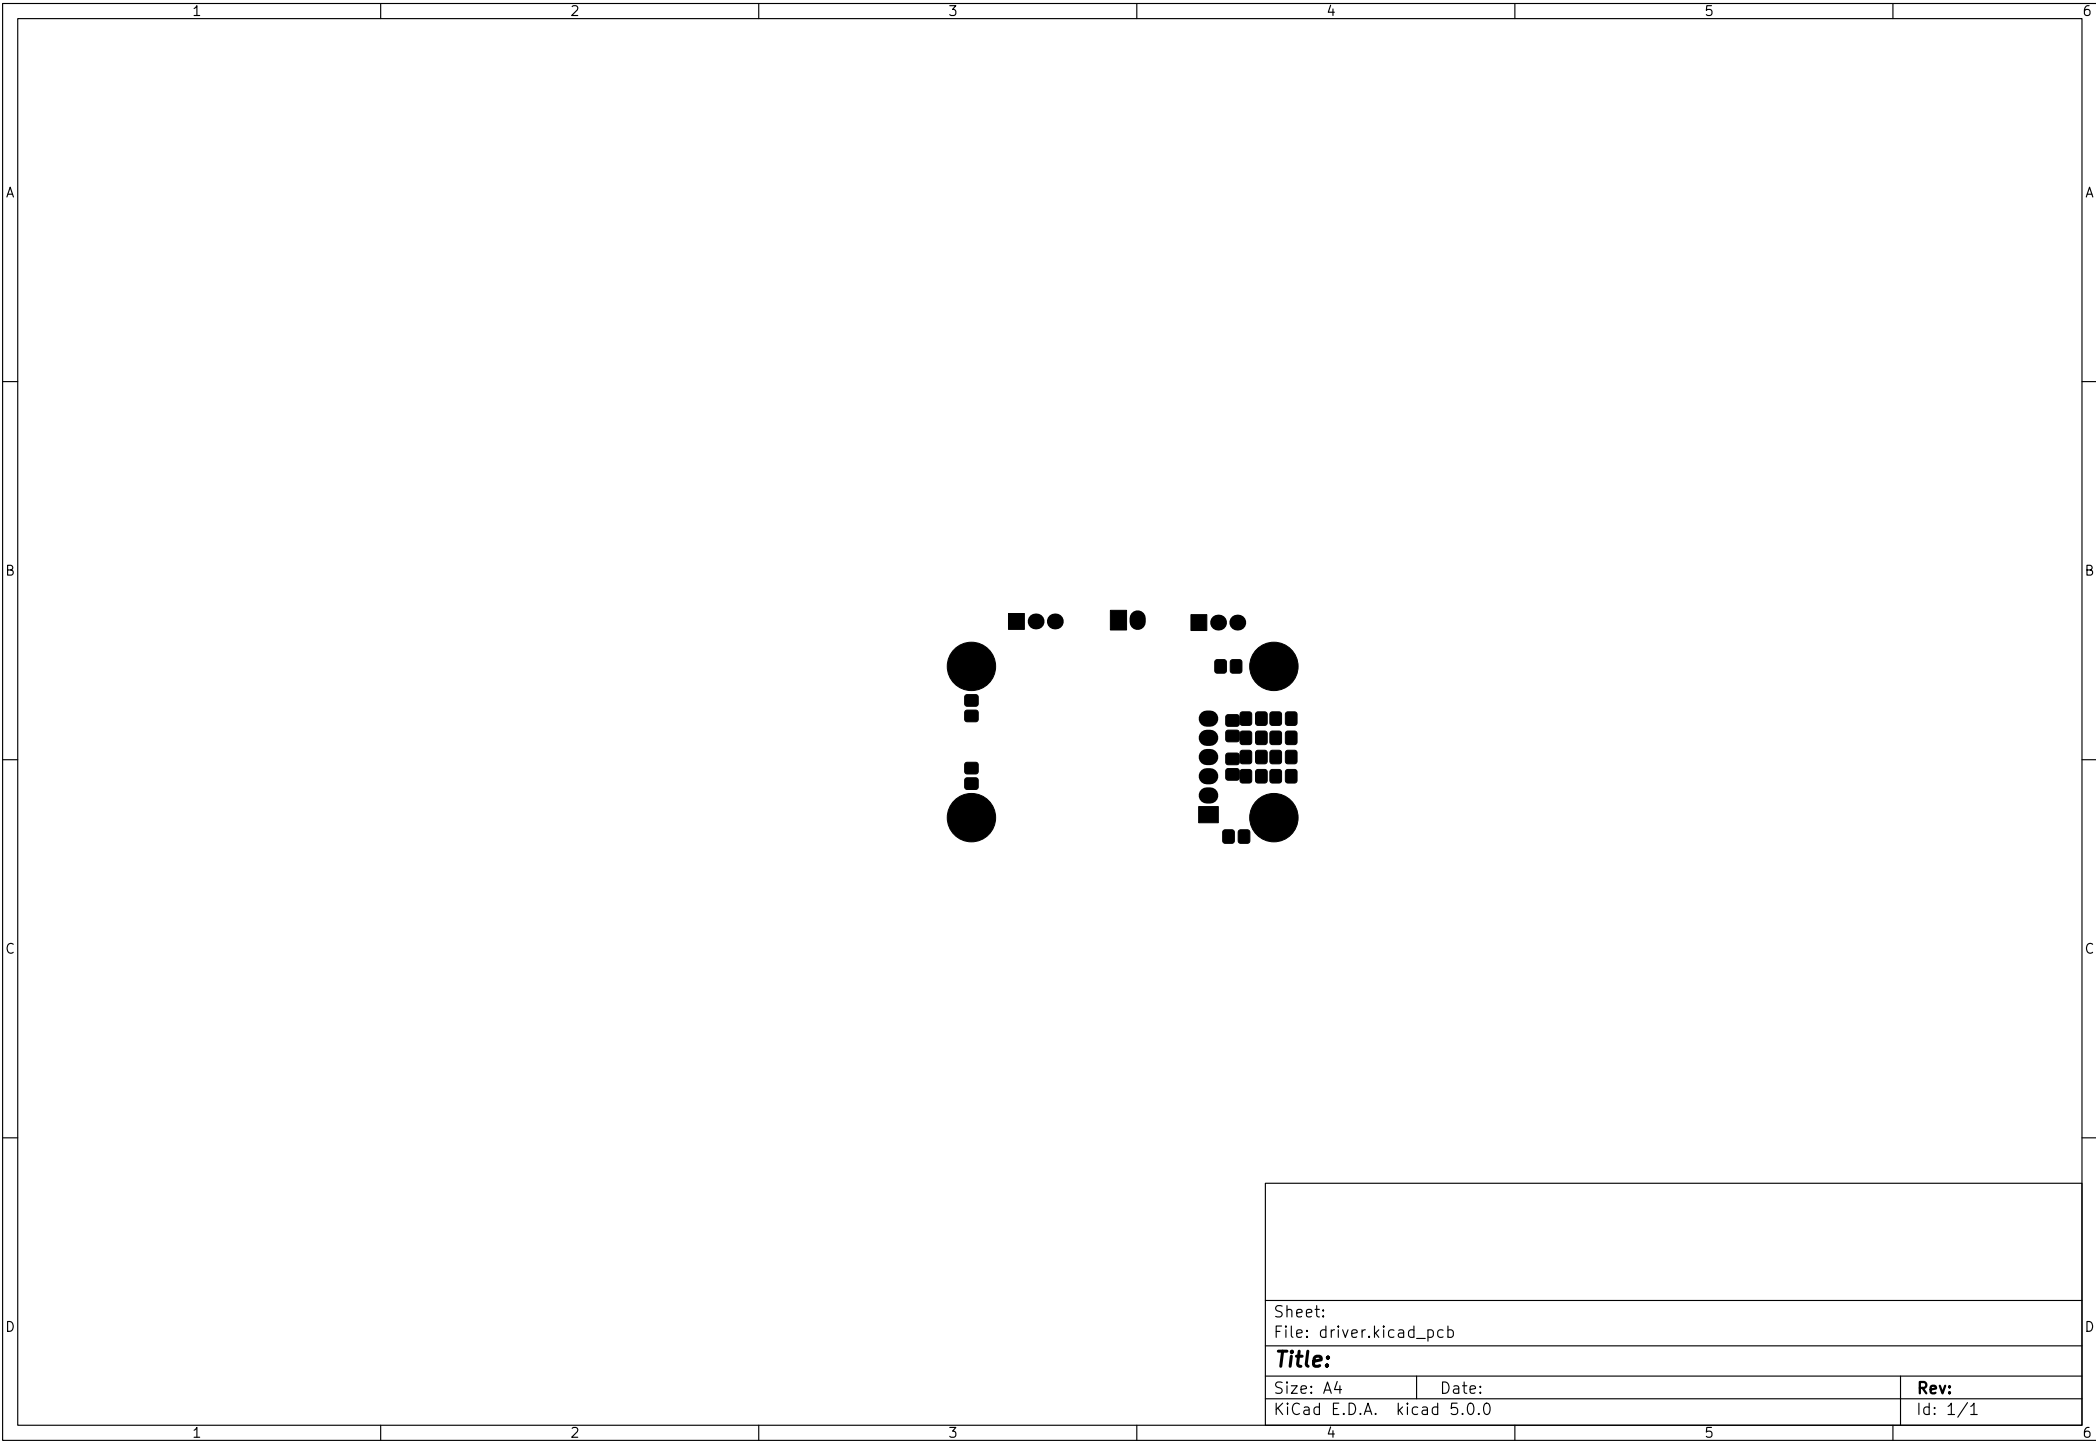 1 2 3 4 5 6
A A
B B
C C
Sheet:
File: driver.kicad_pcb
D D
Title:
Size: A4 Date: Rev:
KiCad E.D.A. kicad 5.0.0 Id: 1/1
1 2 3 4 5 6